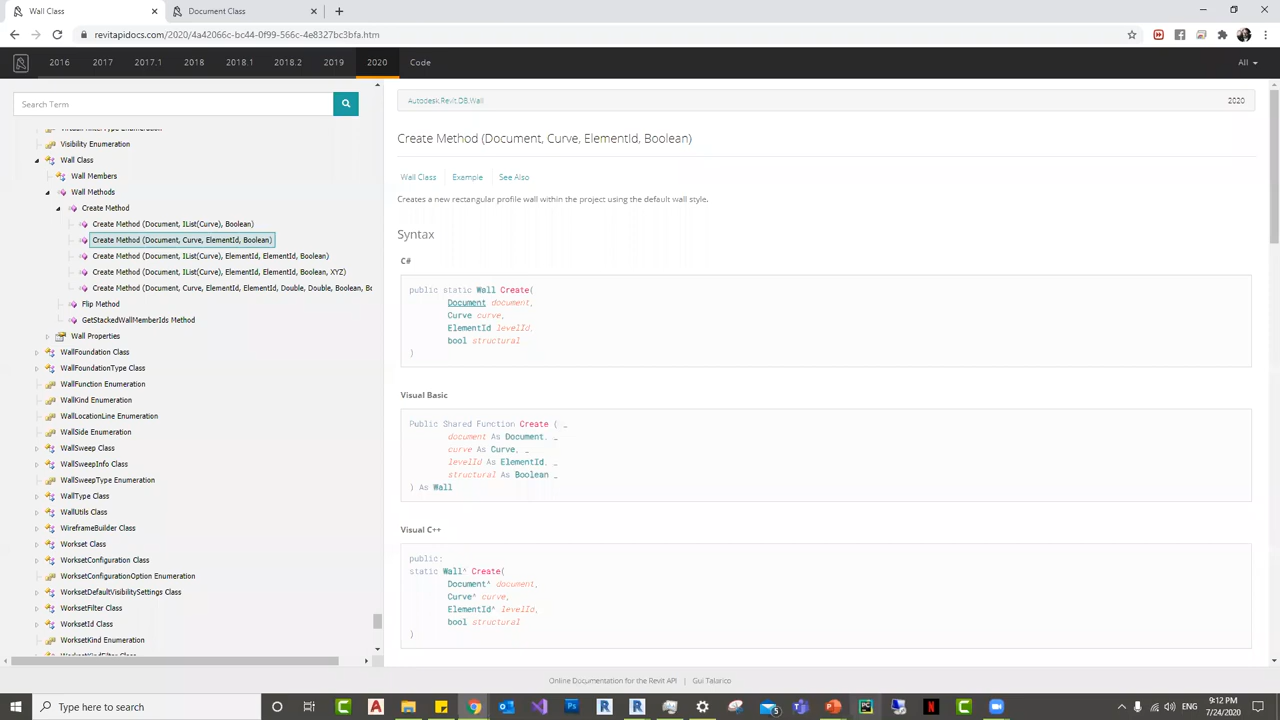 Wall Class
Document Class
revitapidocs.com/2020/4a42066c-bc44-0f99-566c-4e8327bc3bfa.htm
2016 2017 2017.1 2018 2018.1 2018.2 2019 2020 Code All
Search Term
Visibility Enumeration
Wall Class
Wall Members
Wall Methods
Create Method
Create Method (Document, IList(Curve), Boolean)
Create Method (Document, Curve, ElementId, Boolean)
Create Method (Document, IList(Curve), ElementId, ElementId, Boolean)
Create Method (Document, IList(Curve), ElementId, ElementId, Boolean, XYZ)
Create Method (Document, Curve, ElementId, ElementId, Double, Double, Boolean, Bo
Flip Method
GetStackedWallMemberIds Method
Wall Properties
WallFoundation Class
WallFoundationType Class
WallFunction Enumeration
WallKind Enumeration
WallLocationLine Enumeration
WallSide Enumeration
WallSweep Class
WallSweepInfo Class
WallSweepType Enumeration
WallType Class
WallUtils Class
WireframeBuilder Class
Workset Class
WorksetConfiguration Class
WorksetConfigurationOption Enumeration
WorksetDefaultVisibilitySettings Class
WorksetFilter Class
WorksetId Class
WorksetKind Enumeration
Autodesk.Revit.DB.Wall 2020
Create Method (Document, Curve, ElementId, Boolean)
Wall Class Example See Also
Creates a new rectangular profile wall within the project using the default wall style.
Syntax
C#
public static Wall Create(
Document document,
Curve curve,
ElementId levelId,
bool structural
)
Visual Basic
Public Shared Function Create ( _
document As Document, _
curve As Curve, _
levelId As ElementId, _
structural As Boolean _
) As Wall
Visual C++
public:
static Wall^ Create(
Document^ document,
Curve^ curve,
ElementId^ levelId,
bool structural
)
Online Documentation for the Revit API | Gui Talarico
Type here to search
9:12 PM
7/24/2020